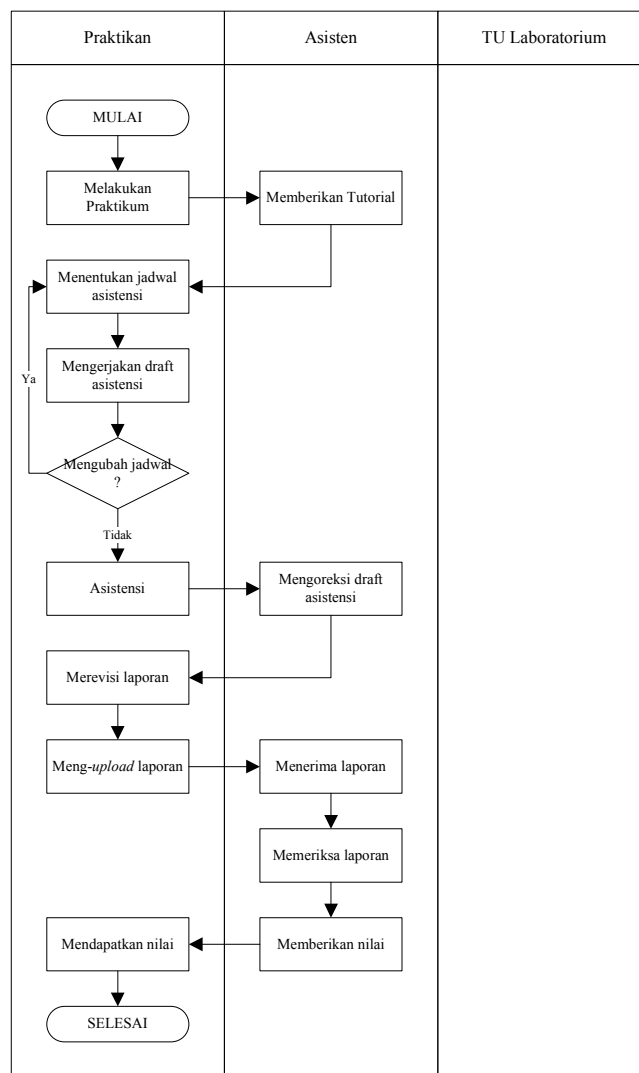 Praktikan
Asisten
TU Laboratorium
MULAI
Melakukan
Praktikum
Memberikan Tutorial
Menentukan jadwal
asistensi
Mengerjakan draft
asistensi
Ya
Mengubah jadwal
?
Tidak
Asistensi
Mengoreksi draft
asistensi
Merevisi laporan
Meng-upload laporan
Menerima laporan
Memeriksa laporan
Mendapatkan nilai
Memberikan nilai
SELESAI